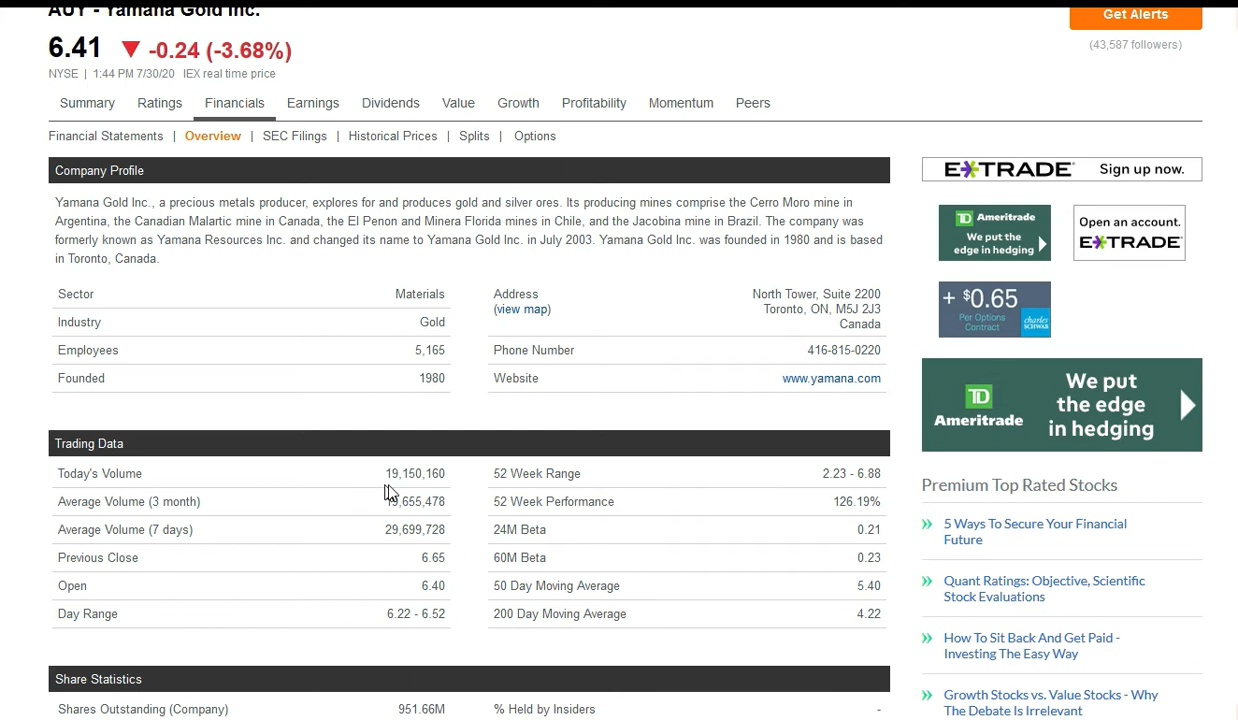 AUY - Yamana Gold Inc.
Get Alerts
6.41 ▼ -0.24 (-3.68%)
(43,587 followers)
NYSE | 1:44 PM 7/30/20 IEX real time price
Summary Ratings Financials Earnings Dividends Value Growth Profitability Momentum Peers
Financial Statements | Overview | SEC Filings | Historical Prices | Splits | Options
Company Profile
Yamana Gold Inc., a precious metals producer, explores for and produces gold and silver ores. Its producing mines comprise the Cerro Moro mine in
Argentina, the Canadian Malartic mine in Canada, the El Penon and Minera Florida mines in Chile, and the Jacobina mine in Brazil. The company was
formerly known as Yamana Resources Inc. and changed its name to Yamana Gold Inc. in July 2003. Yamana Gold Inc. was founded in 1980 and is based
in Toronto, Canada.
Sector Materials
Industry Gold
Employees 5,165
Founded 1980
Address North Tower, Suite 2200
(view map) Toronto, ON, M5J 2J3
Canada
Phone Number 416-815-0220
Website www.yamana.com
Trading Data
Today's Volume 19,150,160
Average Volume (3 month) ,655,478
Average Volume (7 days) 29,699,728
Previous Close 6.65
Open 6.40
Day Range 6.22 - 6.52
52 Week Range 2.23 - 6.88
52 Week Performance 126.19%
24M Beta 0.21
60M Beta 0.23
50 Day Moving Average 5.40
200 Day Moving Average 4.22
Share Statistics
Shares Outstanding (Company) 951.66M
% Held by Insiders -
E*TRADE Sign up now.
TD Ameritrade
We put the
edge in hedging
Open an account.
E*TRADE
+ $0.65
Per Options
Contract
charles
SCHWAB
TD
Ameritrade
We put
the edge
in hedging
Premium Top Rated Stocks
5 Ways To Secure Your Financial
Future
Quant Ratings: Objective, Scientific
Stock Evaluations
How To Sit Back And Get Paid -
Investing The Easy Way
Growth Stocks vs. Value Stocks - Why
The Debate Is Irrelevant